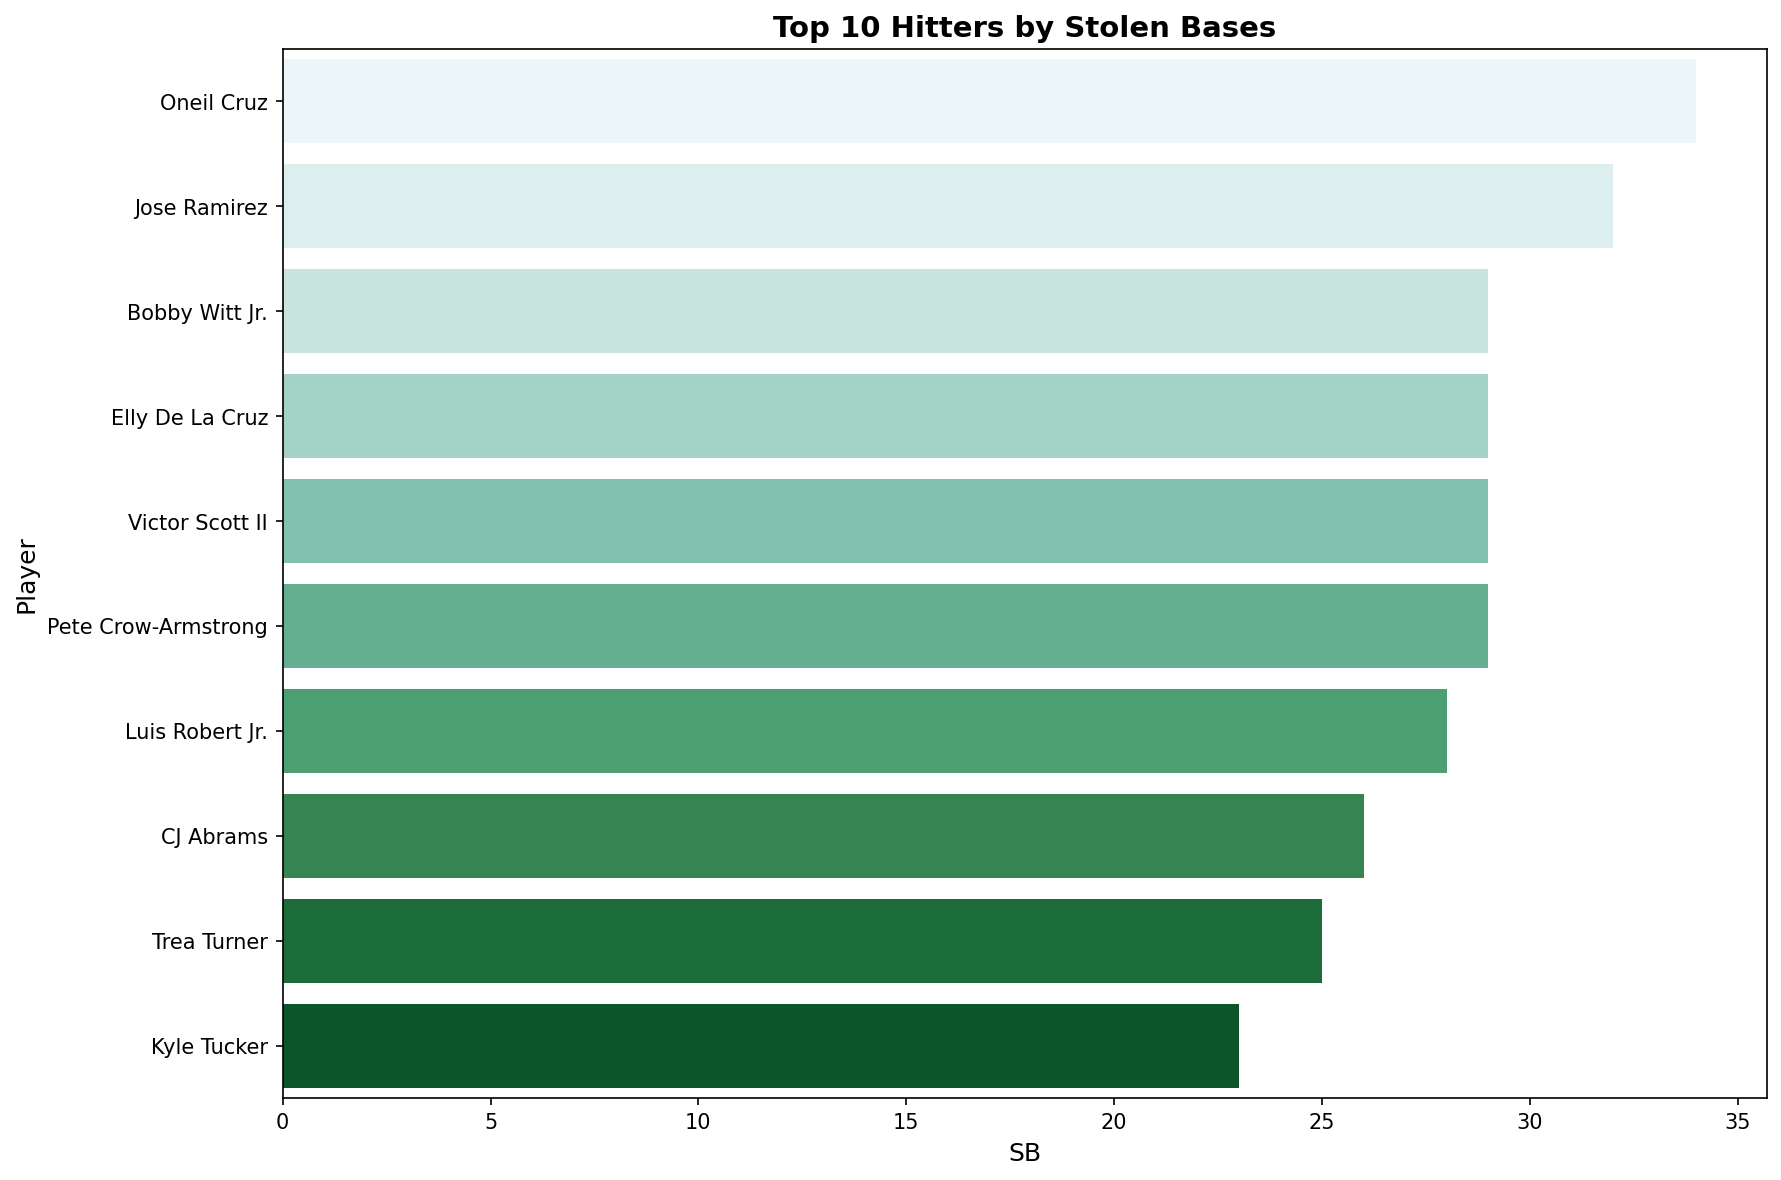 Top 10 Hitters by Stolen Bases
Player
Oneil Cruz
Jose Ramirez
Bobby Witt Jr.
Elly De La Cruz
Victor Scott II
Pete Crow-Armstrong
Luis Robert Jr.
CJ Abrams
Trea Turner
Kyle Tucker
0 5 10 15 20 25 30 35
SB